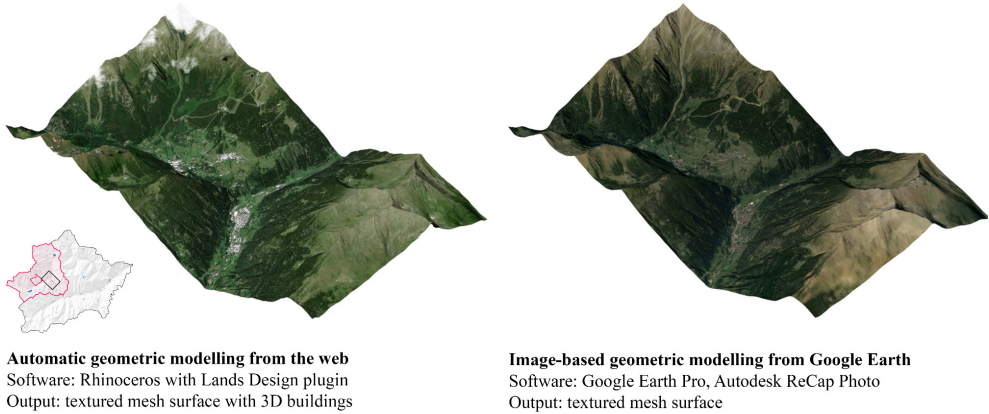 Automatic geometric modelling from the web
Software: Rhinoceros with Lands Design plugin
Output: textured mesh surface with 3D buildings
Image-based geometric modelling from Google Earth
Software: Google Earth Pro, Autodesk ReCap Photo
Output: textured mesh surface